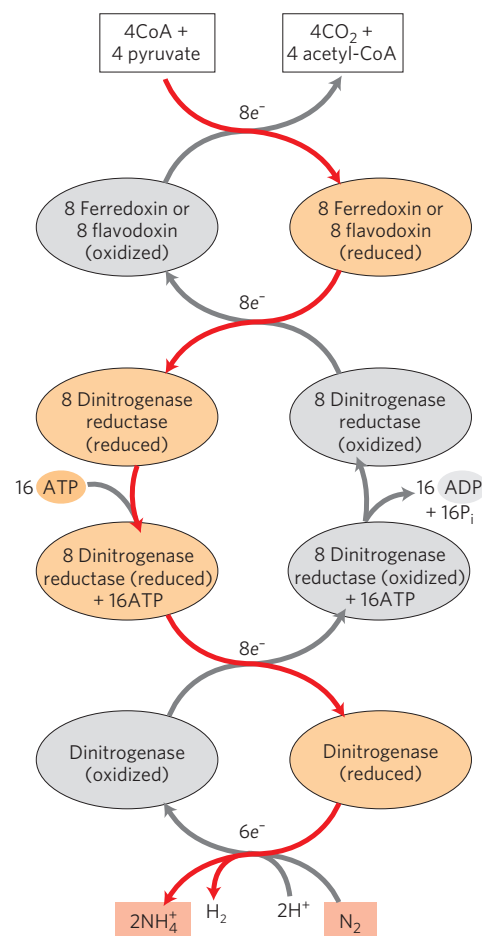 4CoA +
4 pyruvate
4CO₂ +
4 acetyl-CoA
8e⁻
8 Ferredoxin or
8 flavodoxin
(oxidized)
8 Ferredoxin or
8 flavodoxin
(reduced)
8e⁻
8 Dinitrogenase
reductase
(reduced)
8 Dinitrogenase
reductase
(oxidized)
16 ATP
16 ADP
+ 16Pᵢ
8 Dinitrogenase
reductase (reduced)
+ 16ATP
8 Dinitrogenase
reductase (oxidized)
+ 16ATP
8e⁻
Dinitrogenase
(oxidized)
Dinitrogenase
(reduced)
6e⁻
2NH₄⁺
H₂
2H⁺
N₂